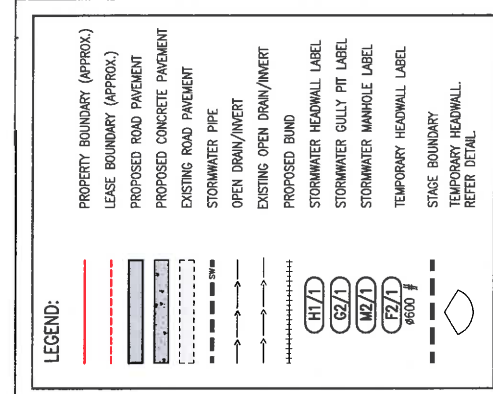 LEGEND:
PROPERTY BOUNDARY (APPROX.)
LEASE BOUNDARY (APPROX.)
PROPOSED ROAD PAVEMENT
PROPOSED CONCRETE PAVEMENT
EXISTING ROAD PAVEMENT
SW STORMWATER PIPE
OPEN DRAIN/INVERT
EXISTING OPEN DRAIN/INVERT
PROPOSED BUND
H1/1 STORMWATER HEADWALL LABEL
G2/1 STORMWATER GULLY PIT LABEL
M2/1 STORMWATER MANHOLE LABEL
F2/1 TEMPORARY HEADWALL LABEL
ø600 #
STAGE BOUNDARY
TEMPORARY HEADWALL.
REFER DETAIL.